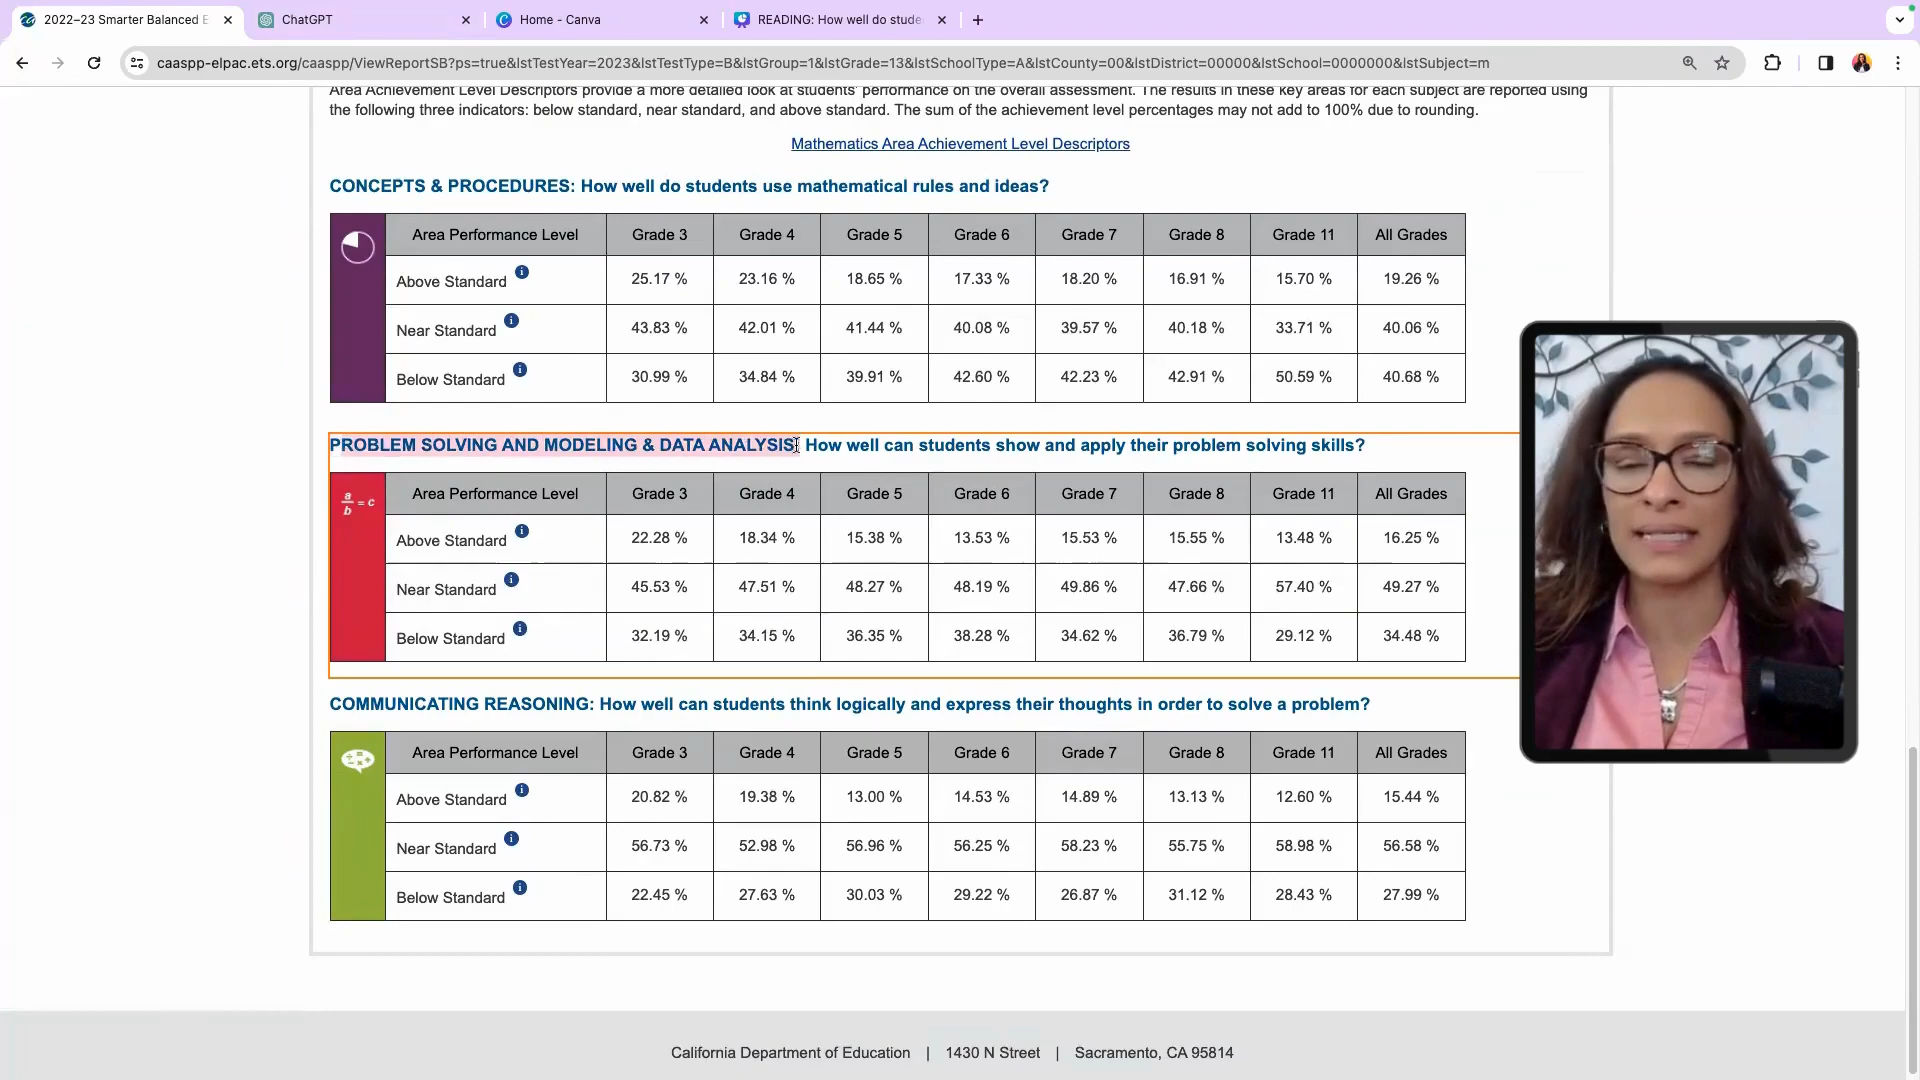 2022–23 Smarter Balanced E
ChatGPT
Home - Canva
READING: How well do stude
caaspp-elpac.ets.org/caaspp/ViewReportSB?ps=true&lstTestYear=2023&lstTestType=B&lstGroup=1&lstGrade=13&lstSchoolType=A&lstCounty=00&lstDistrict=00000&lstSchool=0000000&lstSubject=m
Area Achievement Level Descriptors provide a more detailed look at students' performance on the overall assessment. The results in these key areas for each subject are reported using
the following three indicators: below standard, near standard, and above standard. The sum of the achievement level percentages may not add to 100% due to rounding.
Mathematics Area Achievement Level Descriptors
CONCEPTS & PROCEDURES: How well do students use mathematical rules and ideas?
Area Performance Level Grade 3 Grade 4 Grade 5 Grade 6 Grade 7 Grade 8 Grade 11 All Grades
Above Standard i 25.17 % 23.16 % 18.65 % 17.33 % 18.20 % 16.91 % 15.70 % 19.26 %
Near Standard i 43.83 % 42.01 % 41.44 % 40.08 % 39.57 % 40.18 % 33.71 % 40.06 %
Below Standard i 30.99 % 34.84 % 39.91 % 42.60 % 42.23 % 42.91 % 50.59 % 40.68 %
PROBLEM SOLVING AND MODELING & DATA ANALYSIS: How well can students show and apply their problem solving skills?
a/b = c
Area Performance Level Grade 3 Grade 4 Grade 5 Grade 6 Grade 7 Grade 8 Grade 11 All Grades
Above Standard i 22.28 % 18.34 % 15.38 % 13.53 % 15.53 % 15.55 % 13.48 % 16.25 %
Near Standard i 45.53 % 47.51 % 48.27 % 48.19 % 49.86 % 47.66 % 57.40 % 49.27 %
Below Standard i 32.19 % 34.15 % 36.35 % 38.28 % 34.62 % 36.79 % 29.12 % 34.48 %
COMMUNICATING REASONING: How well can students think logically and express their thoughts in order to solve a problem?
Area Performance Level Grade 3 Grade 4 Grade 5 Grade 6 Grade 7 Grade 8 Grade 11 All Grades
Above Standard i 20.82 % 19.38 % 13.00 % 14.53 % 14.89 % 13.13 % 12.60 % 15.44 %
Near Standard i 56.73 % 52.98 % 56.96 % 56.25 % 58.23 % 55.75 % 58.98 % 56.58 %
Below Standard i 22.45 % 27.63 % 30.03 % 29.22 % 26.87 % 31.12 % 28.43 % 27.99 %
California Department of Education | 1430 N Street | Sacramento, CA 95814